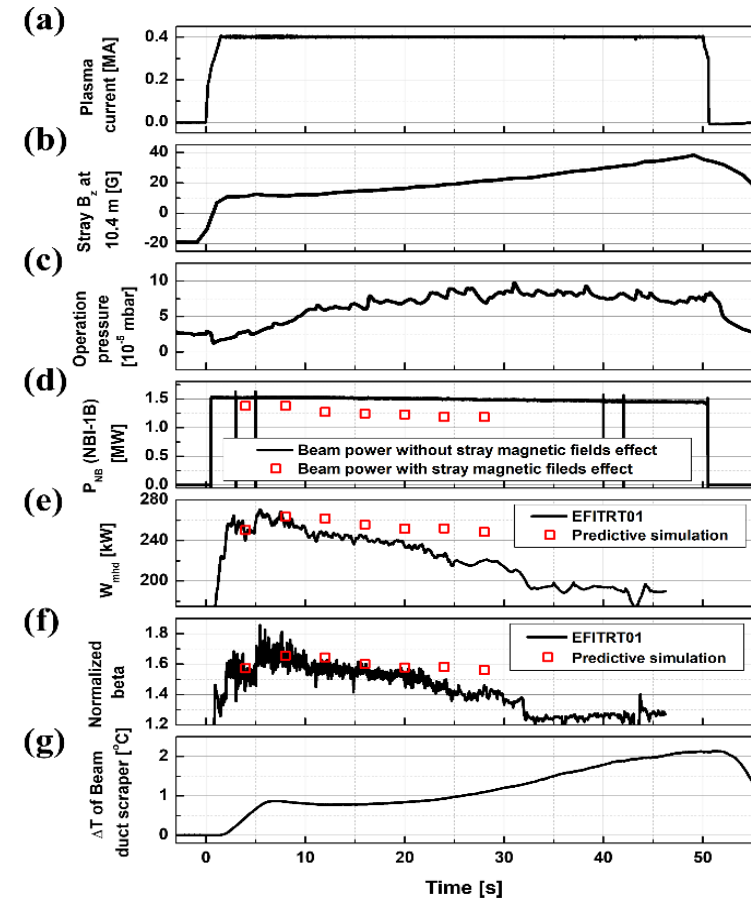 (a)
Plasma
current [MA]
0.4
0.0
(b)
Stray B_z at
10.4 m [G]
40
20
0
-20
(c)
Operation
pressure
[10^-5 mbar]
10
5
0
(d)
P_NB (NBI-1B)
[MW]
1.5
1.0
0.5
0.0
Beam power without stray magnetic fields effect
Beam power with stray magnetic fileds effect
(e)
W_mhd [kW]
280
240
200
EFITRT01
Predictive simulation
(f)
Normalized
beta
1.8
1.6
1.4
1.2
EFITRT01
Predictive simulation
(g)
ΔT of Beam
duct scraper [°C]
2
1
0
0 10 20 30 40 50
Time [s]